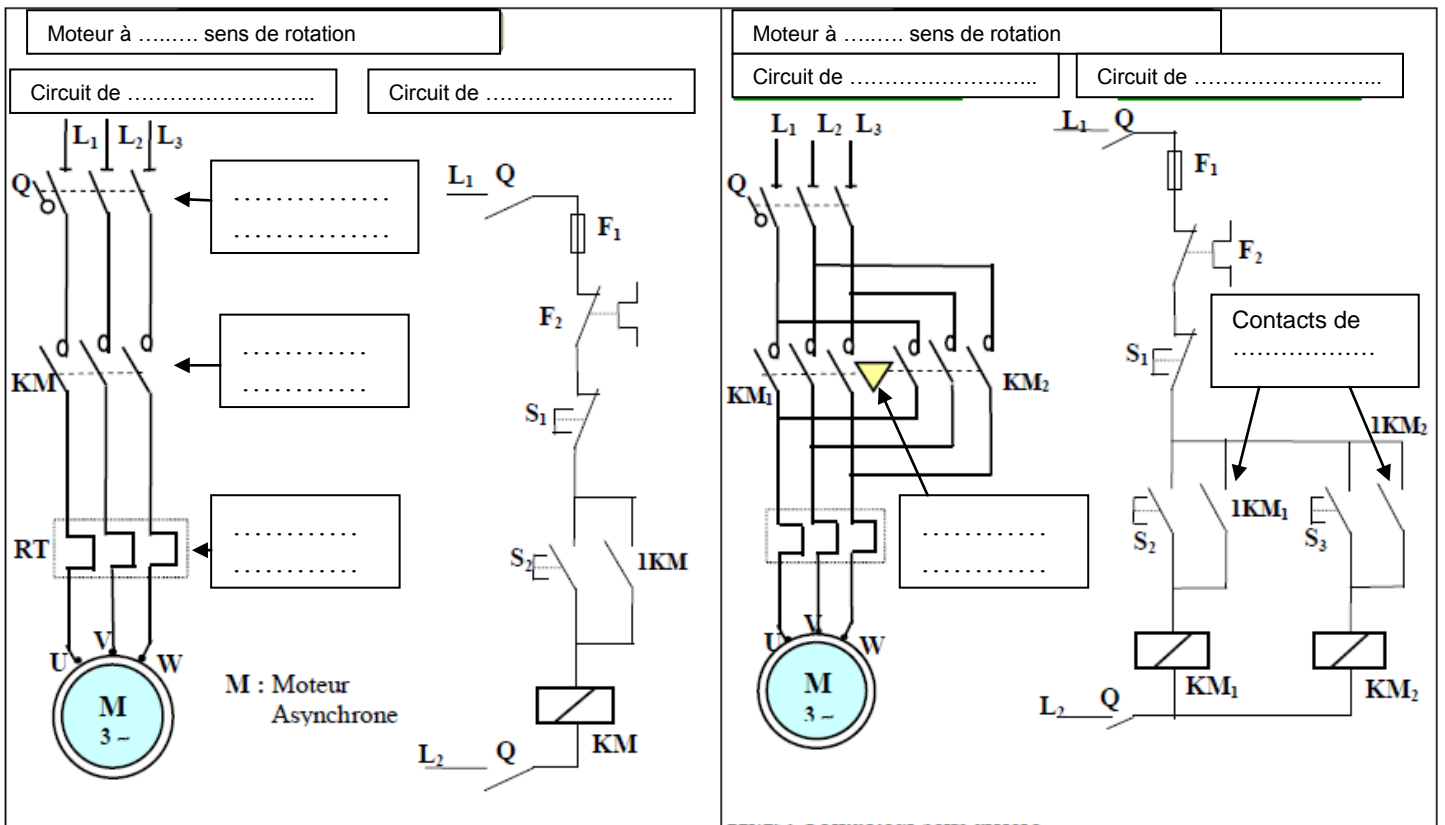 Moteur à …..…. sens de rotation
Circuit de ……………………...
Circuit de ……………………...
L₁ L₂ L₃
Q
……………
……………
KM
…………
…………
RT
…………
…………
U
V
W
M
3 ~
M : Moteur
Asynchrone
L₁ Q
F₁
F₂
S₁
S₂
1KM
KM
L₂ Q
Moteur à …..…. sens de rotation
Circuit de ……………………...
Circuit de ……………………...
L₁ L₂ L₃
Q
KM₁
KM₂
…………
…………
U
V
W
M
3 ~
L₁ Q
F₁
F₂
Contacts de
………………
S₁
1KM₂
1KM₁
S₂
S₃
KM₁
KM₂
L₂ Q